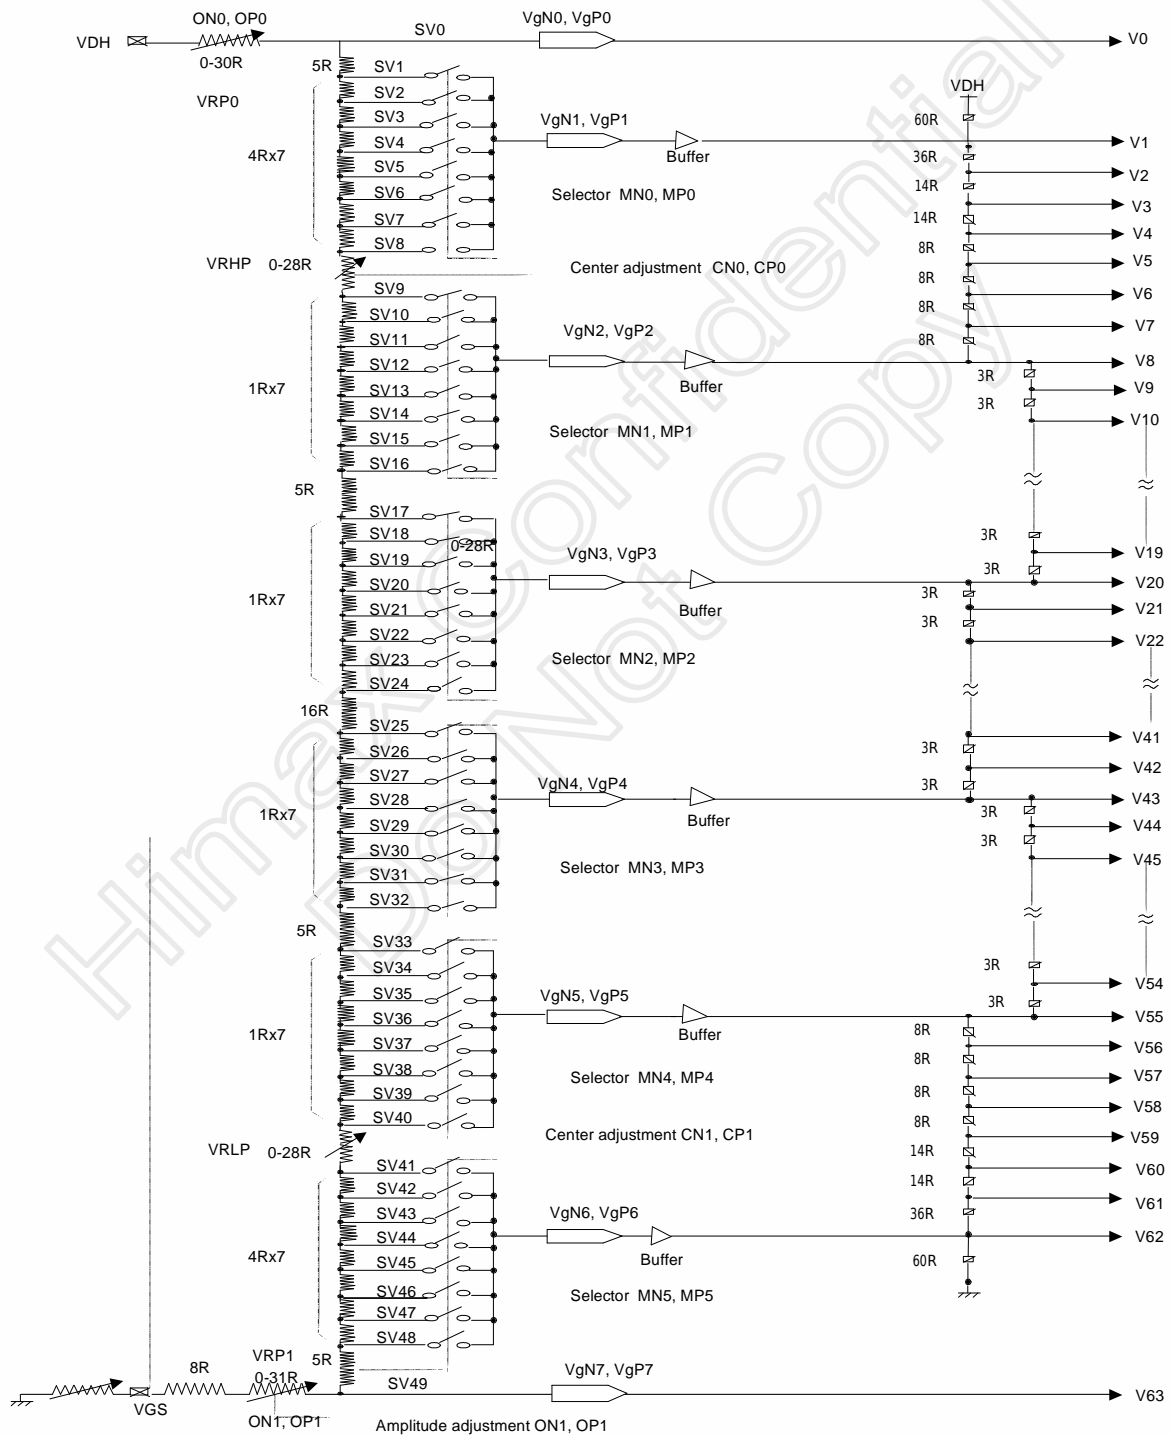 ON0, OP0
VgN0, VgP0
VDH
SV0
V0
0-30R
VRP0
5R
SV1
SV2
SV3
SV4
SV5
SV6
SV7
SV8
4Rx7
VgN1, VgP1
Buffer
Selector MN0, MP0
VDH
60R
V1
36R
V2
14R
V3
14R
V4
8R
V5
8R
V6
8R
V7
8R
V8
VRHP
0-28R
Center adjustment CN0, CP0
SV9
SV10
SV11
SV12
SV13
SV14
SV15
SV16
1Rx7
VgN2, VgP2
Buffer
Selector MN1, MP1
3R
V9
3R
V10
5R
SV17
SV18
0-28R
SV19
SV20
SV21
SV22
SV23
SV24
1Rx7
VgN3, VgP3
Buffer
Selector MN2, MP2
3R
V19
3R
V20
3R
V21
3R
V22
16R
SV25
SV26
SV27
SV28
SV29
SV30
SV31
SV32
1Rx7
VgN4, VgP4
Buffer
Selector MN3, MP3
V41
3R
V42
3R
V43
3R
V44
3R
V45
5R
SV33
SV34
SV35
SV36
SV37
SV38
SV39
SV40
1Rx7
VgN5, VgP5
Buffer
Selector MN4, MP4
3R
V54
3R
V55
8R
V56
8R
V57
8R
V58
8R
V59
14R
V60
14R
V61
36R
V62
60R
Center adjustment CN1, CP1
VRLP
0-28R
SV41
SV42
SV43
SV44
SV45
SV46
SV47
SV48
4Rx7
VgN6, VgP6
Buffer
Selector MN5, MP5
5R
VRP1
0-31R
8R
VGS
ON1, OP1
SV49
VgN7, VgP7
V63
Amplitude adjustment ON1, OP1
Himax Confidential
Do Not Copy